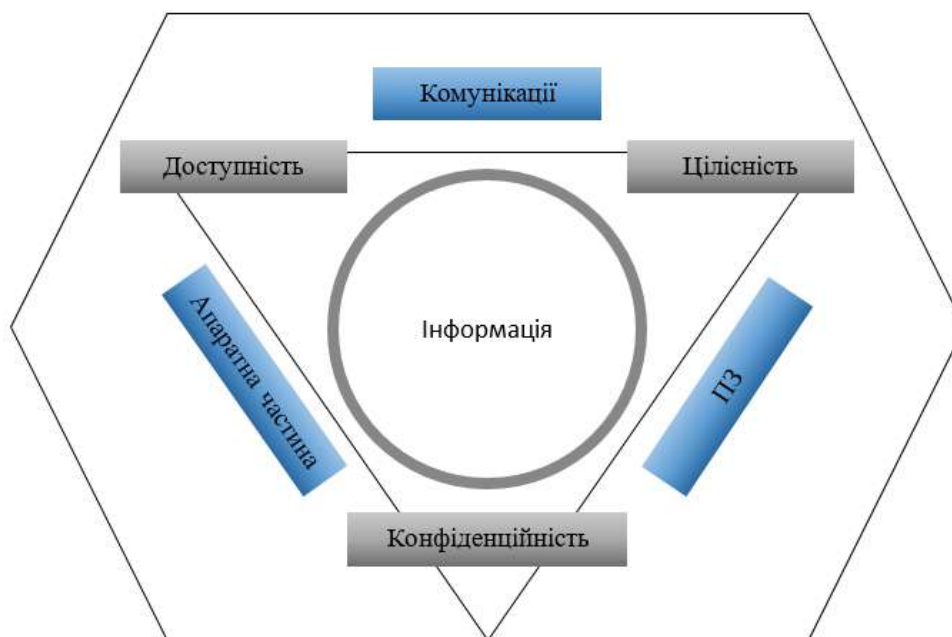 Комунікації
Доступність
Цілісність
Апаратна частина
Інформація
ПЗ
Конфіденційність